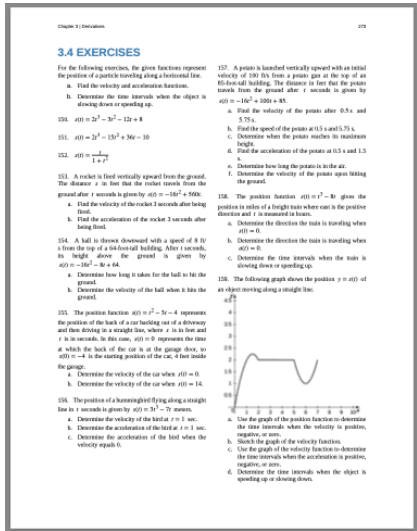 Chapter 3 | Derivatives
273
3.4 EXERCISES
For the following exercises, the given functions represent
the position of a particle traveling along a horizontal line.
a. Find the velocity and acceleration functions.
b. Determine the time intervals when the object is
slowing down or speeding up.
150. s(t) = 2t³ − 3t² − 12t + 8
151. s(t) = 2t³ − 15t² + 36t − 10
152. s(t) = t / (1 + t²)
153. A rocket is fired vertically upward from the ground.
The distance s in feet that the rocket travels from the
ground after t seconds is given by s(t) = −16t² + 560t.
a. Find the velocity of the rocket 3 seconds after being
fired.
b. Find the acceleration of the rocket 3 seconds after
being fired.
154. A ball is thrown downward with a speed of 8 ft/
s from the top of a 64-foot-tall building. After t seconds,
its height above the ground is given by
s(t) = −16t² − 8t + 64.
a. Determine how long it takes for the ball to hit the
ground.
b. Determine the velocity of the ball when it hits the
ground.
155. The position function s(t) = t² − 3t − 4 represents
the position of the back of a car backing out of a driveway
and then driving in a straight line, where s is in feet and
t is in seconds. In this case, s(t) = 0 represents the time
at which the back of the car is at the garage door, so
s(0) = −4 is the starting position of the car, 4 feet inside
the garage.
a. Determine the velocity of the car when s(t) = 0.
b. Determine the velocity of the car when s(t) = 14.
156. The position of a hummingbird flying along a straight
line in t seconds is given by s(t) = 3t³ − 7t meters.
a. Determine the velocity of the bird at t = 1 sec.
b. Determine the acceleration of the bird at t = 1 sec.
c. Determine the acceleration of the bird when the
velocity equals 0.
157. A potato is launched vertically upward with an initial
velocity of 100 ft/s from a potato gun at the top of an
85-foot-tall building. The distance in feet that the potato
travels from the ground after t seconds is given by
s(t) = −16t² + 100t + 85.
a. Find the velocity of the potato after 0.5 s and
5.75 s.
b. Find the speed of the potato at 0.5 s and 5.75 s.
c. Determine when the potato reaches its maximum
height.
d. Find the acceleration of the potato at 0.5 s and 1.5
s.
e. Determine how long the potato is in the air.
f. Determine the velocity of the potato upon hitting
the ground.
158. The position function s(t) = t³ − 8t gives the
position in miles of a freight train where east is the positive
direction and t is measured in hours.
a. Determine the direction the train is traveling when
s(t) = 0.
b. Determine the direction the train is traveling when
a(t) = 0.
c. Determine the time intervals when the train is
slowing down or speeding up.
159. The following graph shows the position y = s(t) of
an object moving along a straight line.
a. Use the graph of the position function to determine
the time intervals when the velocity is positive,
negative, or zero.
b. Sketch the graph of the velocity function.
c. Use the graph of the velocity function to determine
the time intervals when the acceleration is positive,
negative, or zero.
d. Determine the time intervals when the object is
speeding up or slowing down.